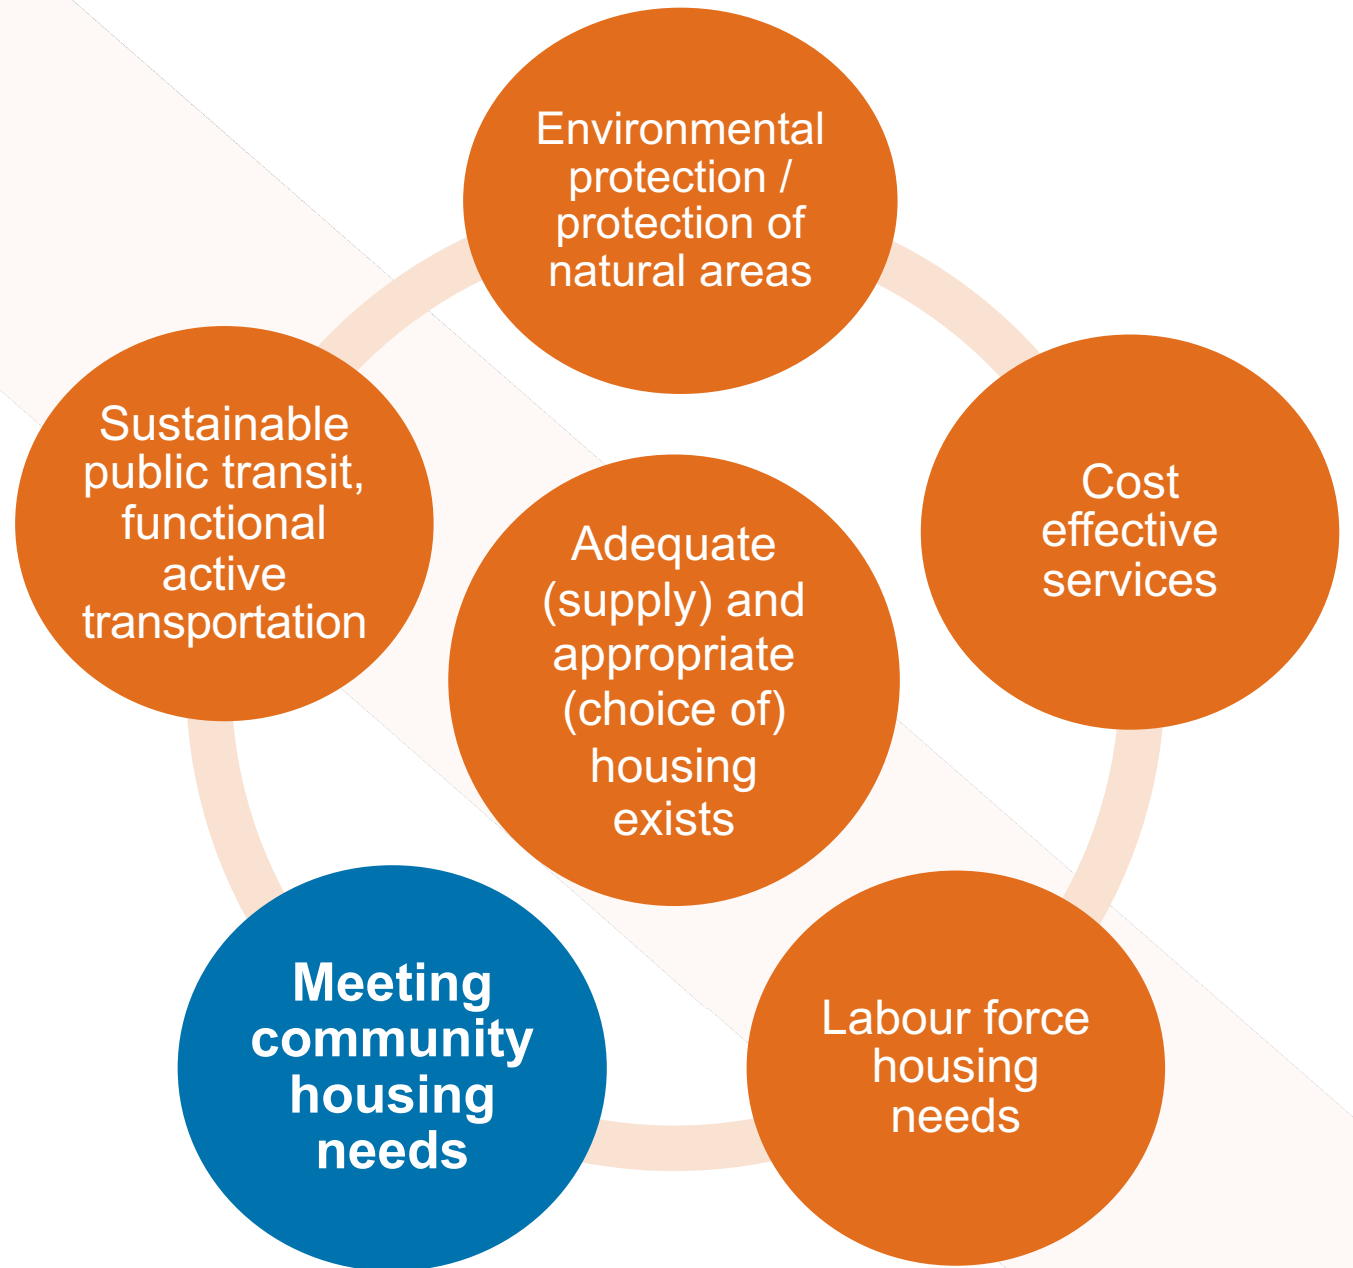 Environmental
protection /
protection of
natural areas
Sustainable
public transit,
functional
active
transportation
Cost
effective
services
Adequate
(supply) and
appropriate
(choice of)
housing
exists
Meeting
community
housing
needs
Labour force
housing
needs